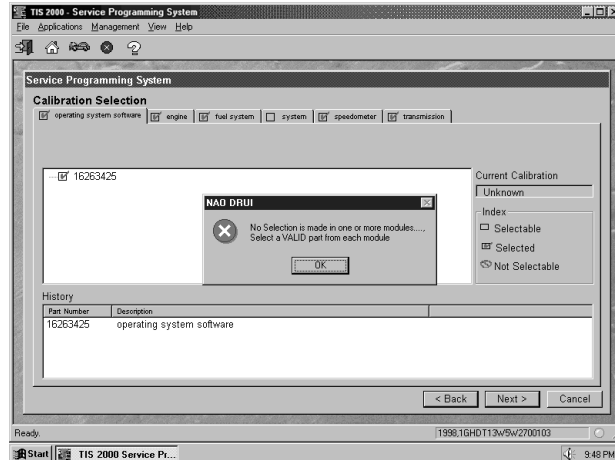 TIS 2000 - Service Programming System
File Applications Management View Help
Service Programming System
Calibration Selection
operating system software engine fuel system system speedometer transmission
16263425
Current Calibration
Unknown
Index
Selectable
Selected
Not Selectable
NAO DRUI
No Selection is made in one or more modules....,
Select a VALID part from each module
OK
History
Part Number Description
16263425 operating system software
< Back Next > Cancel
Ready. 1998,1GHDT13W5W2700103
Start TIS 2000 Service Pr... 9:48 PM